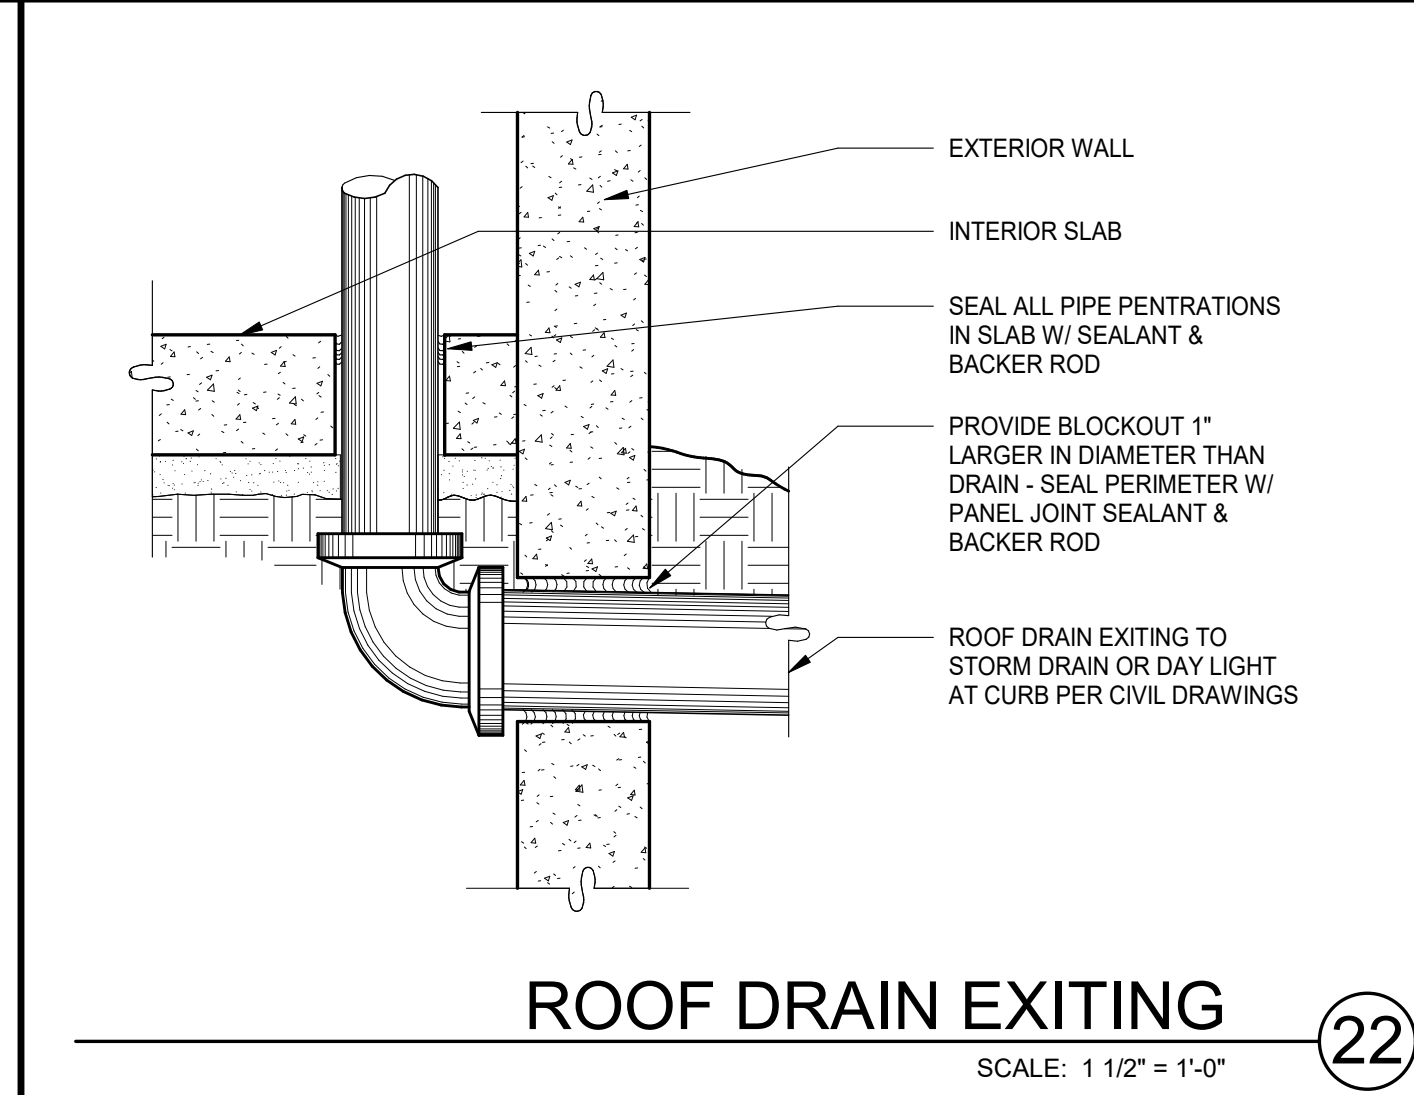 EXTERIOR WALL
INTERIOR SLAB
SEAL ALL PIPE PENTRATIONS
IN SLAB W/ SEALANT &
BACKER ROD
PROVIDE BLOCKOUT 1"
LARGER IN DIAMETER THAN
DRAIN - SEAL PERIMETER W/
PANEL JOINT SEALANT &
BACKER ROD
ROOF DRAIN EXITING TO
STORM DRAIN OR DAY LIGHT
AT CURB PER CIVIL DRAWINGS
ROOF DRAIN EXITING
22
SCALE: 1 1/2" = 1'-0"